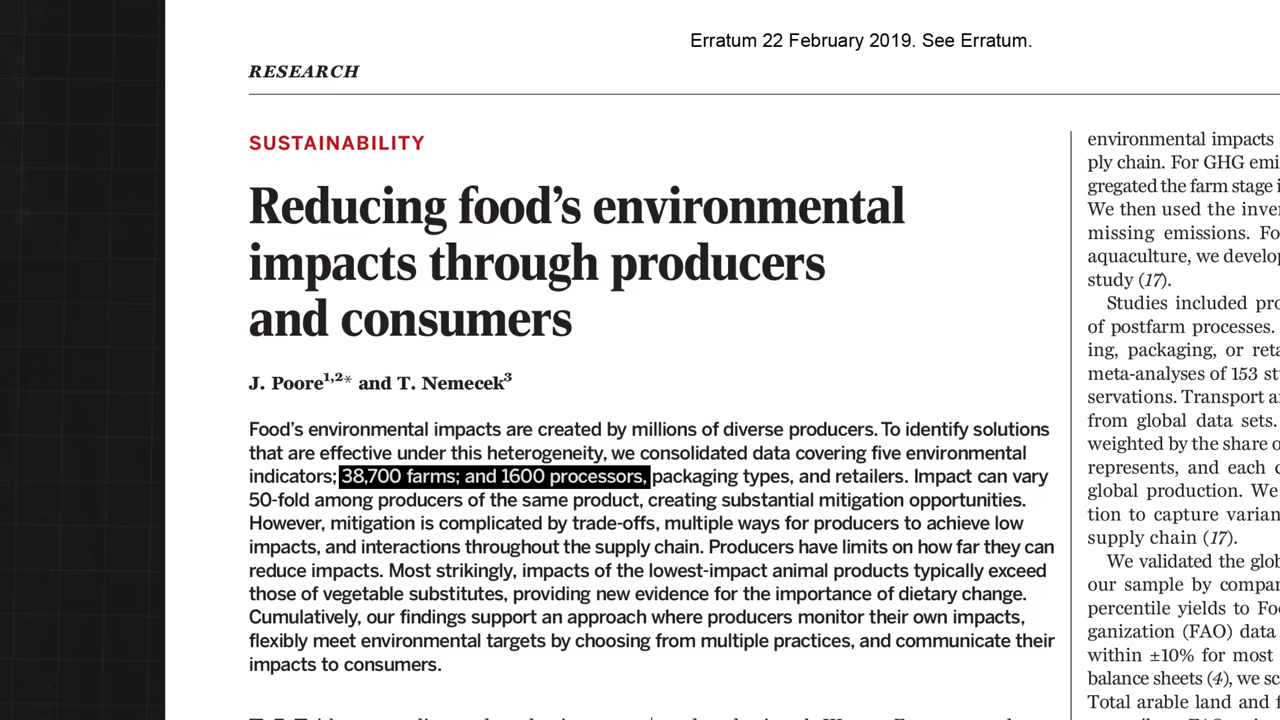 Erratum 22 February 2019. See Erratum.
RESEARCH
SUSTAINABILITY
Reducing food's environmental
impacts through producers
and consumers
J. Poore1,2* and T. Nemecek3
Food's environmental impacts are created by millions of diverse producers. To identify solutions
that are effective under this heterogeneity, we consolidated data covering five environmental
indicators; 38,700 farms; and 1600 processors, packaging types, and retailers. Impact can vary
50-fold among producers of the same product, creating substantial mitigation opportunities.
However, mitigation is complicated by trade-offs, multiple ways for producers to achieve low
impacts, and interactions throughout the supply chain. Producers have limits on how far they can
reduce impacts. Most strikingly, impacts of the lowest-impact animal products typically exceed
those of vegetable substitutes, providing new evidence for the importance of dietary change.
Cumulatively, our findings support an approach where producers monitor their own impacts,
flexibly meet environmental targets by choosing from multiple practices, and communicate their
impacts to consumers.
environmental impacts
ply chain. For GHG emi
gregated the farm stage i
We then used the inve
missing emissions. Fo
aquaculture, we develop
study (17).
Studies included pro
of postfarm processes.
ing, packaging, or reta
meta-analyses of 153 st
servations. Transport a
from global data sets.
weighted by the share o
represents, and each c
global production. We
tion to capture varian
supply chain (17).
We validated the glob
our sample by compa
percentile yields to Foo
ganization (FAO) data
within ±10% for most
balance sheets (4), we sc
Total arable land and f